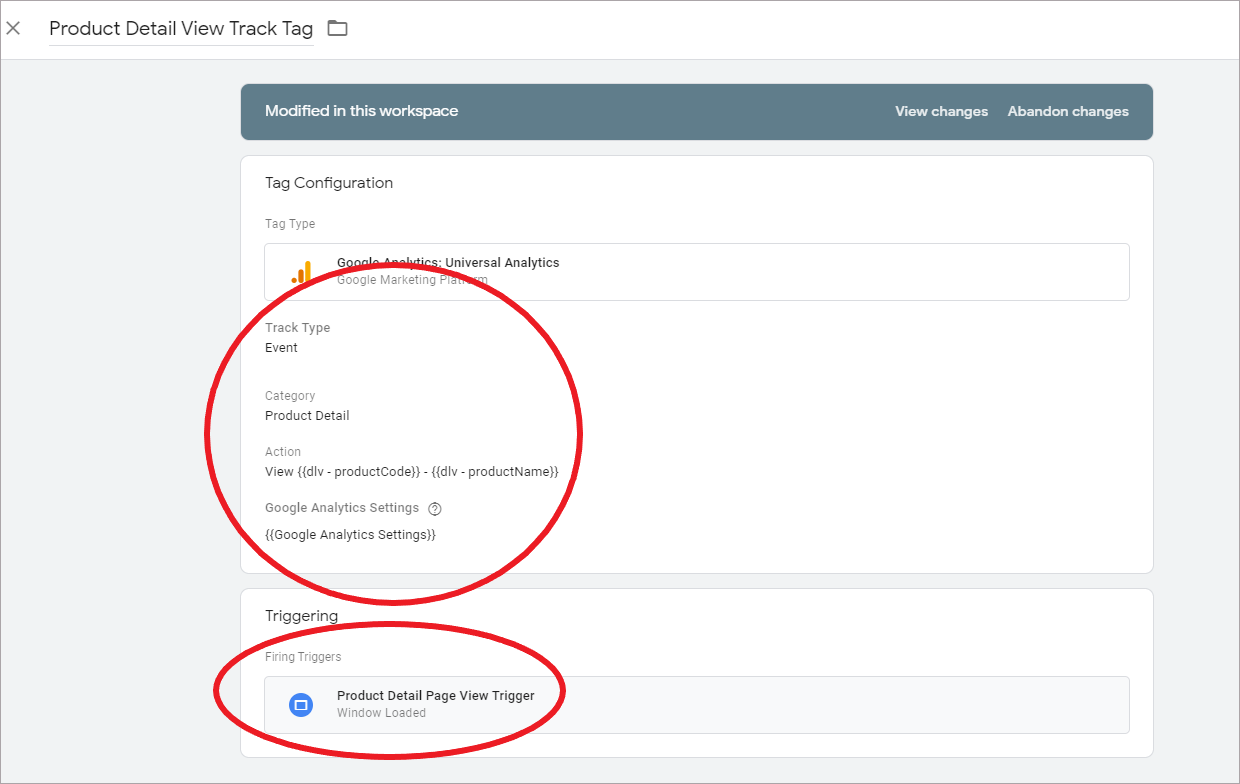 Product Detail View Track Tag
Modified in this workspace
View changes
Abandon changes
Tag Configuration
Tag Type
Google Analytics: Universal Analytics
Google Marketing Platform
Track Type
Event
Category
Product Detail
Action
View {{dlv - productCode}} - {{dlv - productName}}
Google Analytics Settings ?
{{Google Analytics Settings}}
Triggering
Firing Triggers
Product Detail Page View Trigger
Window Loaded